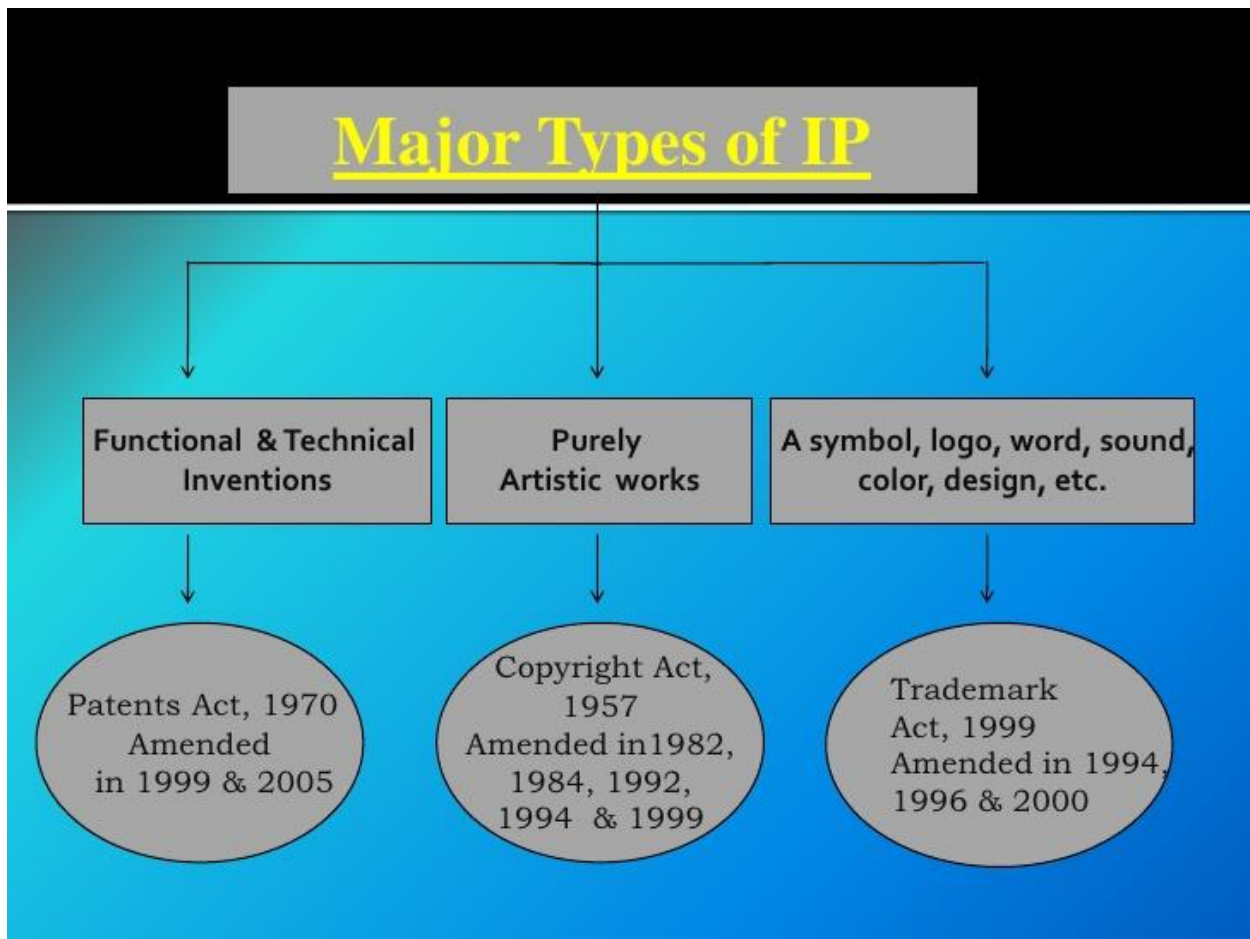 Major Types of IP
Functional & Technical
Inventions
Purely
Artistic works
A symbol, logo, word, sound,
color, design, etc.
Patents Act, 1970
Amended
in 1999 & 2005
Copyright Act,
1957
Amended in1982,
1984, 1992,
1994 & 1999
Trademark
Act, 1999
Amended in 1994,
1996 & 2000